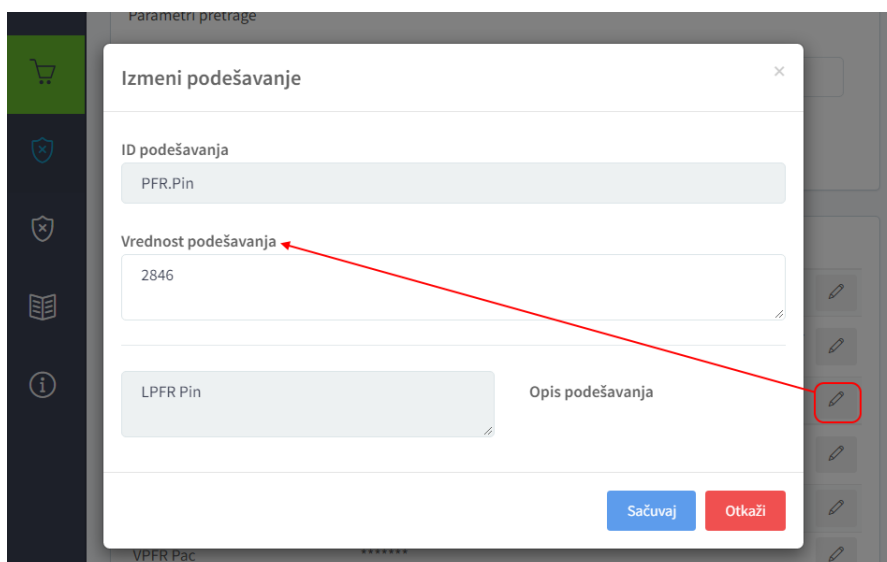 Parametri pretrage
Izmeni podešavanje
×
ID podešavanja
PFR.Pin
Vrednost podešavanja
2846
LPFR Pin
Opis podešavanja
Sačuvaj
Otkaži
VPFR Pac
*******